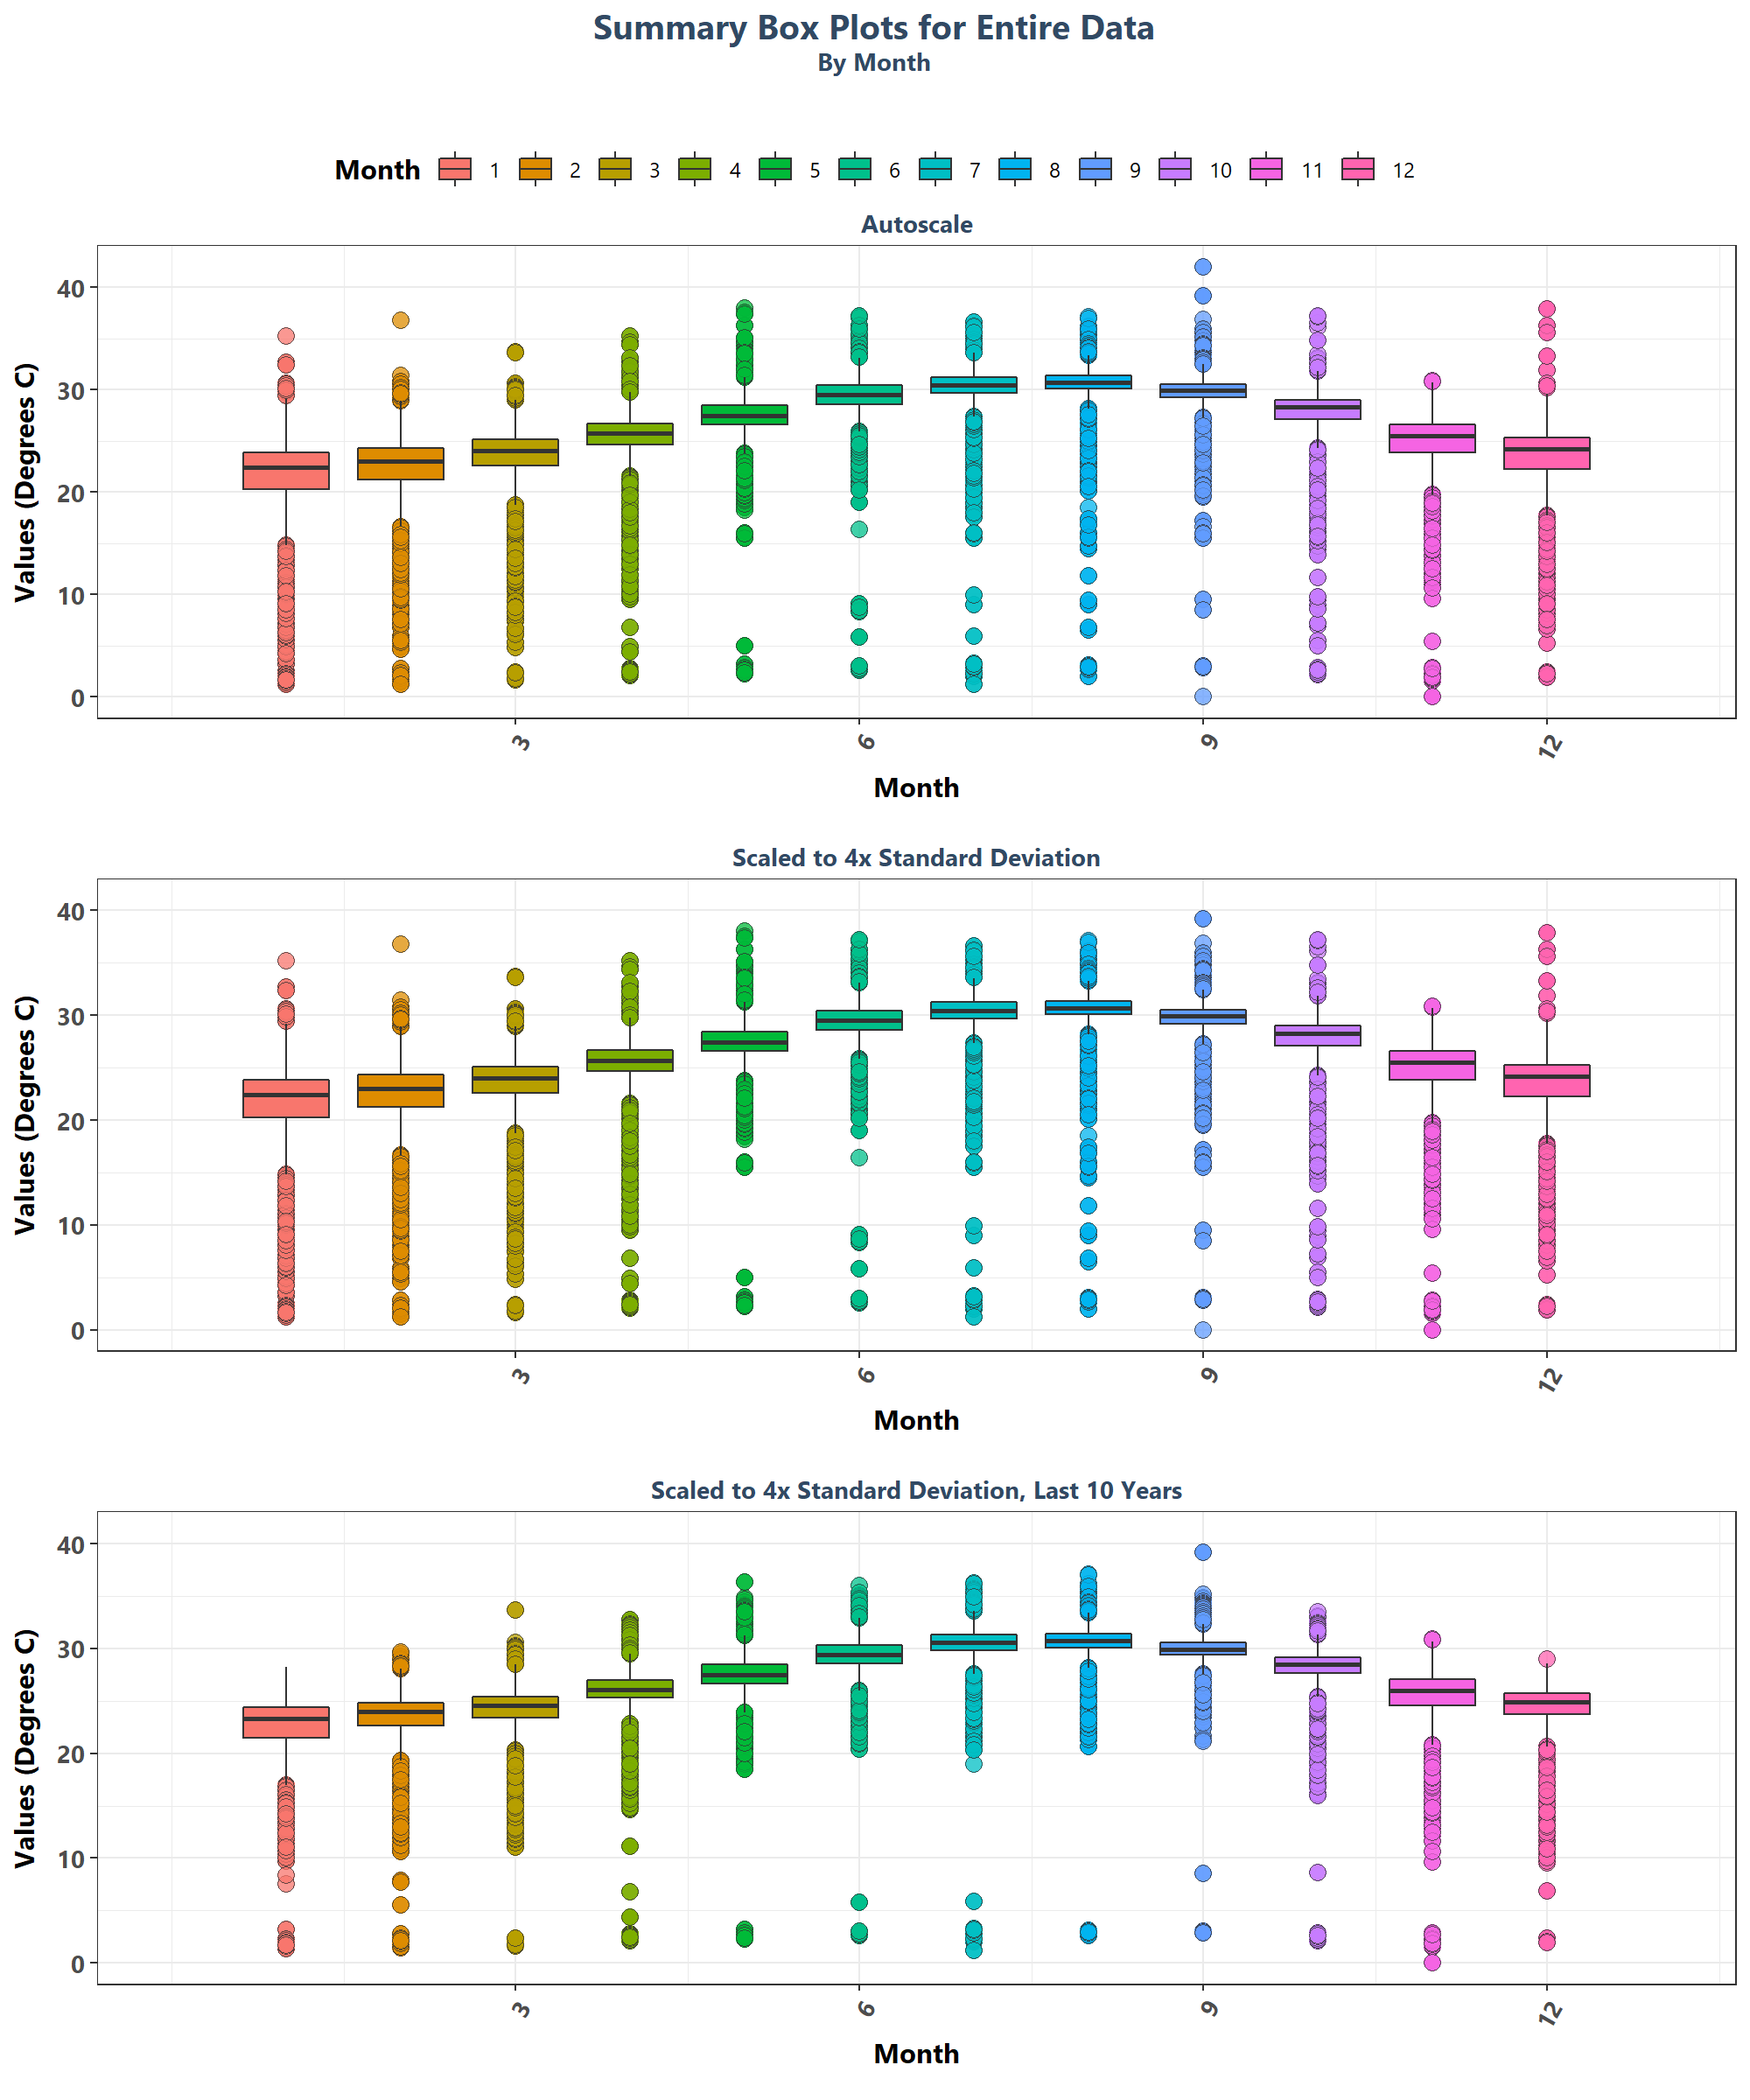 Summary Box Plots for Entire Data
By Month
Month 1 2 3 4 5 6 7 8 9 10 11 12
Autoscale
Values (Degrees C)
40
30
20
10
0
3 6 9 12
Month
Scaled to 4x Standard Deviation
Values (Degrees C)
40
30
20
10
0
3 6 9 12
Month
Scaled to 4x Standard Deviation, Last 10 Years
Values (Degrees C)
40
30
20
10
0
3 6 9 12
Month